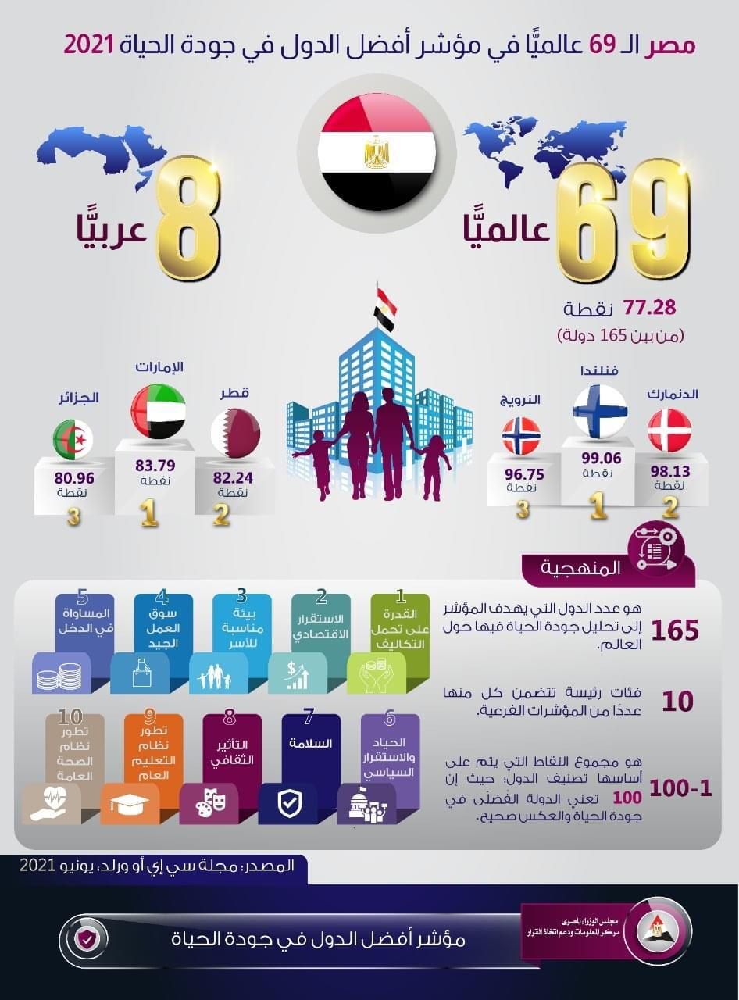 مصر الـ 69 عالميًّا في مؤشر أفضل الدول في جودة الحياة 2021
69 عالميًّا
77.28 نقطة
(من بين 165 دولة)
8 عربيًّا
فنلندا
99.06
نقطة
1
الدنمارك
98.13
نقطة
2
النرويج
96.75
نقطة
3
الإمارات
83.79
نقطة
1
قطر
82.24
نقطة
2
الجزائر
80.96
نقطة
3
المنهجية
165
هو عدد الدول التي يهدف المؤشر
إلى تحليل جودة الحياة فيها حول
العالم.
10
فئات رئيسة تتضمن كل منها
عددًا من المؤشرات الفرعية.
100-1
هو مجموع النقاط التي يتم على
أساسها تصنيف الدول؛ حيث إن
100 تعني الدولة الفُضلَى في
جودة الحياة والعكس صحيح.
1
القدرة
على تحمل
التكاليف
2
الاستقرار
الاقتصادي
3
بيئة
مناسبة
للأسر
4
سوق
العمل
الجيد
5
المساواة
في الدخل
6
الحياد
والاستقرار
السياسي
7
السلامة
8
التأثير
الثقافي
9
تطور
نظام
التعليم
العام
10
تطور
نظام
الصحة
العامة
المصدر: مجلة سي إي أو ورلد، يونيو 2021
مجلس الوزراء المصرى
مركز المعلومات ودعم اتخاذ القرار
مؤشر أفضل الدول في جودة الحياة